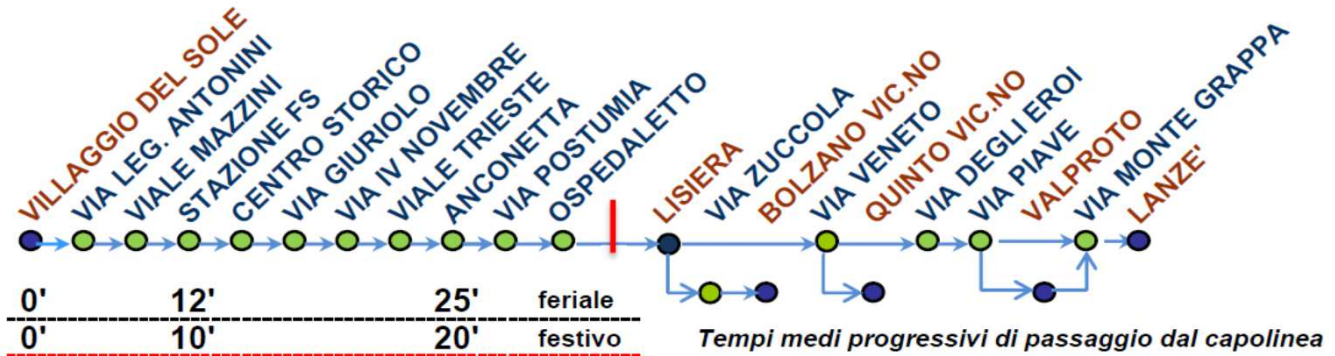 VILLAGGIO DEL SOLE
VIA LEG. ANTONINI
VIALE MAZZINI
STAZIONE FS
CENTRO STORICO
VIA GIURIOLO
VIA IV NOVEMBRE
VIALE TRIESTE
ANCONETTA
VIA POSTUMIA
OSPEDALETTO
LISIERA
VIA ZUCCOLA
BOLZANO VIC.NO
VIA VENETO
QUINTO VIC.NO
VIA DEGLI EROI
VIA PIAVE
VALPROTO
VIA MONTE GRAPPA
LANZE'
0' 12' 25' feriale
0' 10' 20' festivo
Tempi medi progressivi di passaggio dal capolinea